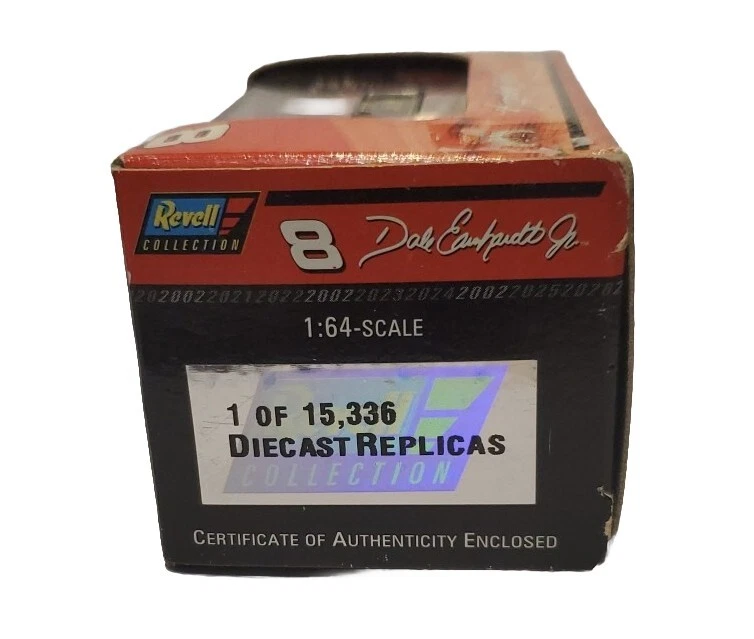 8
Revell
COLLECTION
8 Dale Earnhardt Jr.
1:64-SCALE
1 OF 15,336
DIECAST REPLICAS
COLLECTION
CERTIFICATE OF AUTHENTICITY ENCLOSED